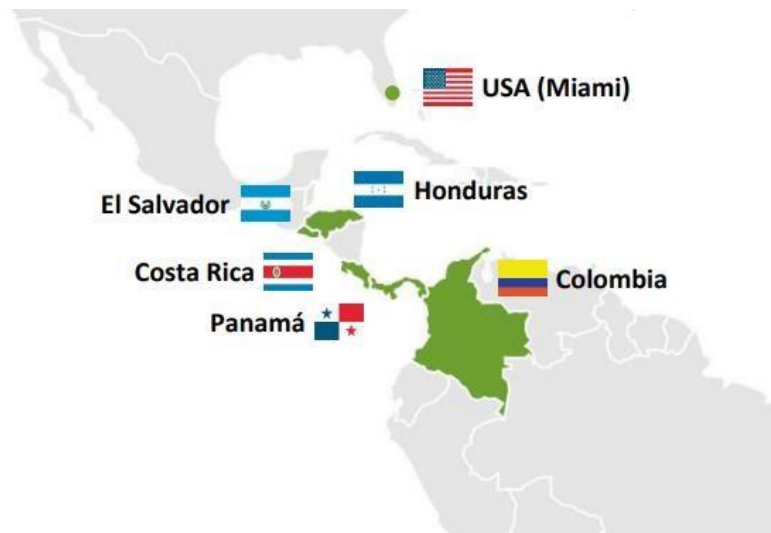 USA (Miami)
Honduras
El Salvador
Costa Rica
Colombia
Panamá